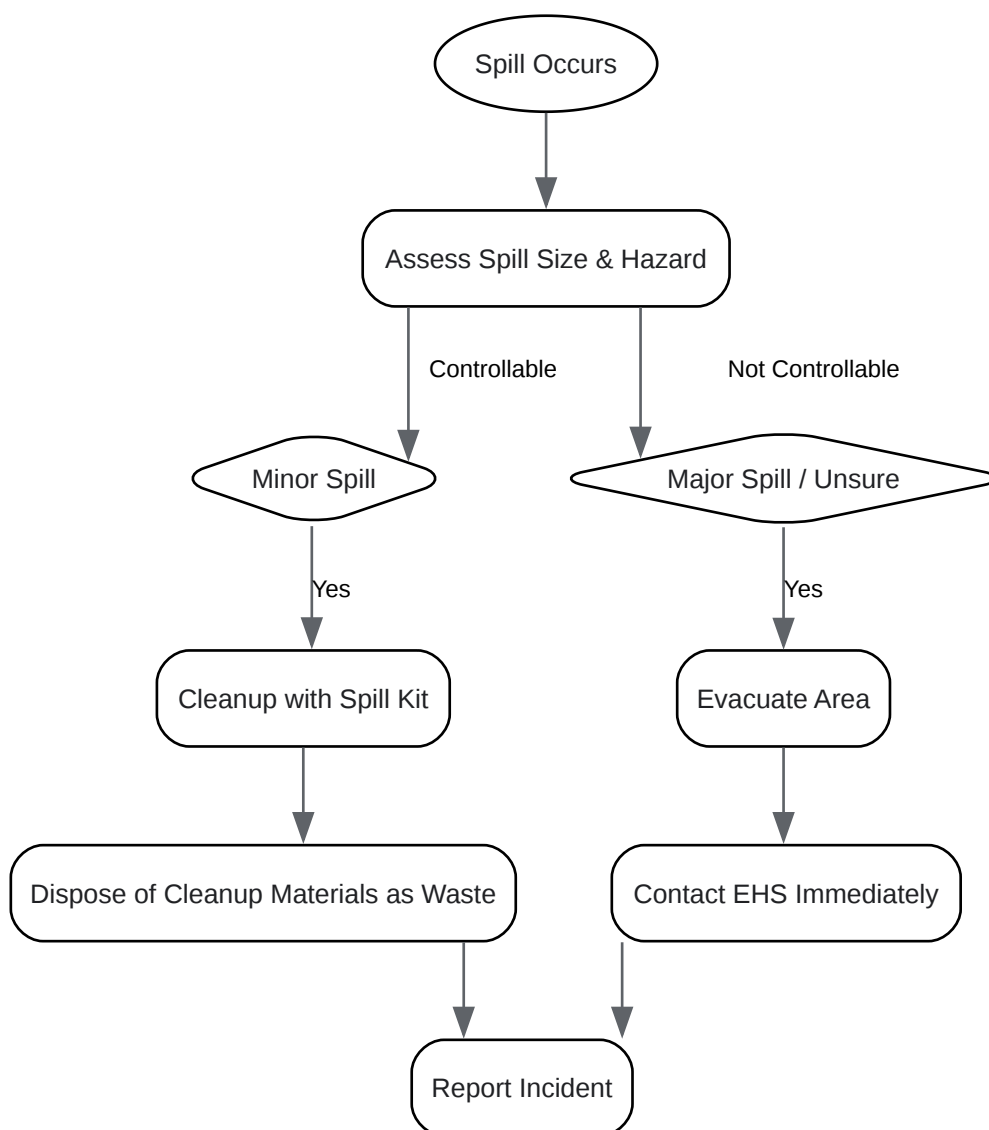 Spill Occurs
Assess Spill Size & Hazard
Controllable
Not Controllable
Minor Spill
Major Spill / Unsure
Yes
Yes
Cleanup with Spill Kit
Evacuate Area
Dispose of Cleanup Materials as Waste
Contact EHS Immediately
Report Incident